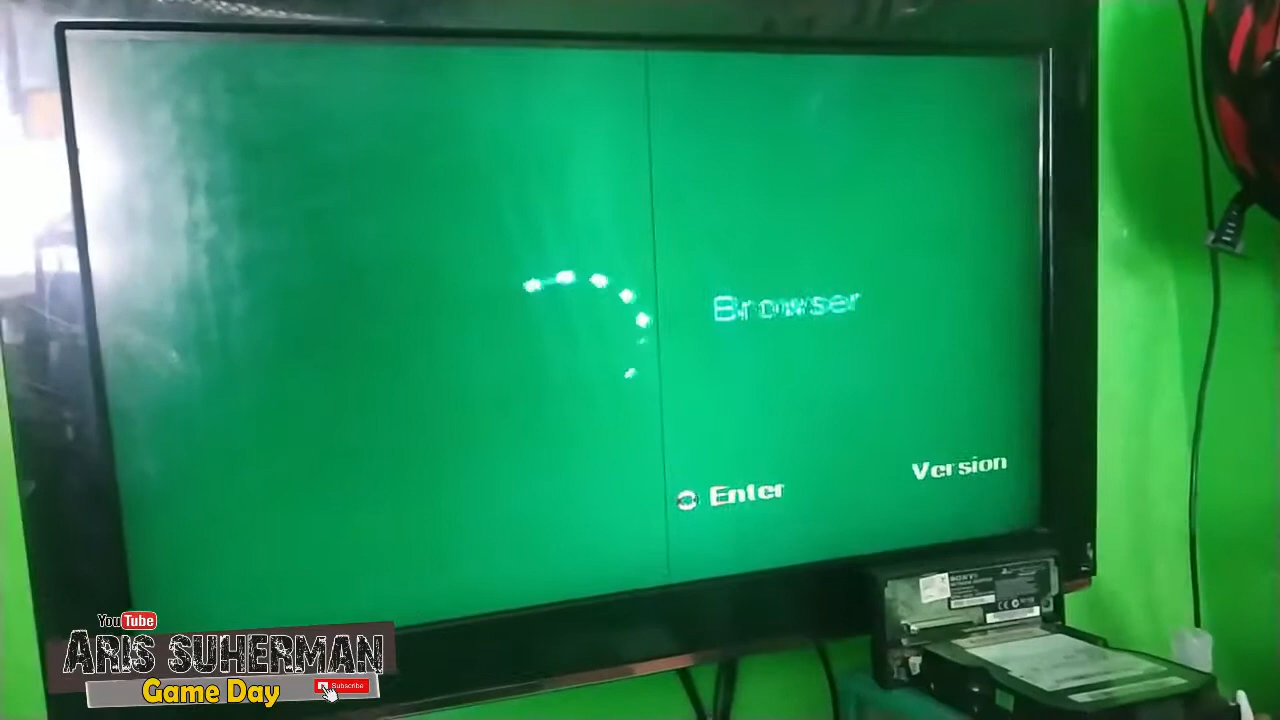 Browser
Enter
Version
SONY
YouTube
ARIS SUHERMAN
Game Day
Subscribe